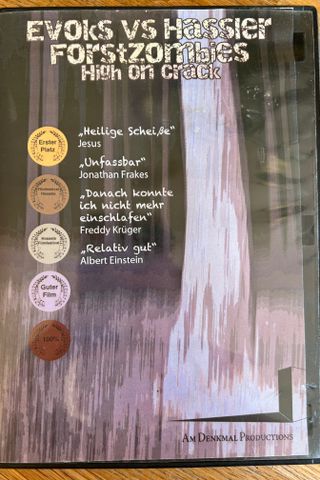 Evoks vs Hassler
Forstzombies
High on Crack
„Heilige Scheiße“
Jesus
Erster
Platz
„Unfassbar“
Jonathan Frakes
„Danach konnte
ich nicht mehr
einschlafen“
Freddy Krüger
„Relativ gut“
Albert Einstein
Guter
Film
100%
Am Denkmal Productions